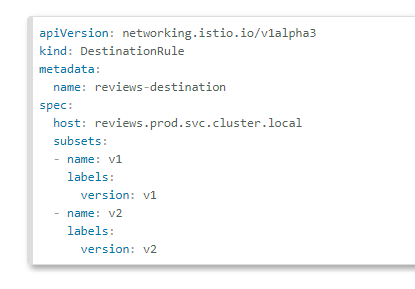 apiVersion: networking.istio.io/v1alpha3
kind: DestinationRule
metadata:
  name: reviews-destination
spec:
  host: reviews.prod.svc.cluster.local
  subsets:
  - name: v1
    labels:
      version: v1
  - name: v2
    labels:
      version: v2